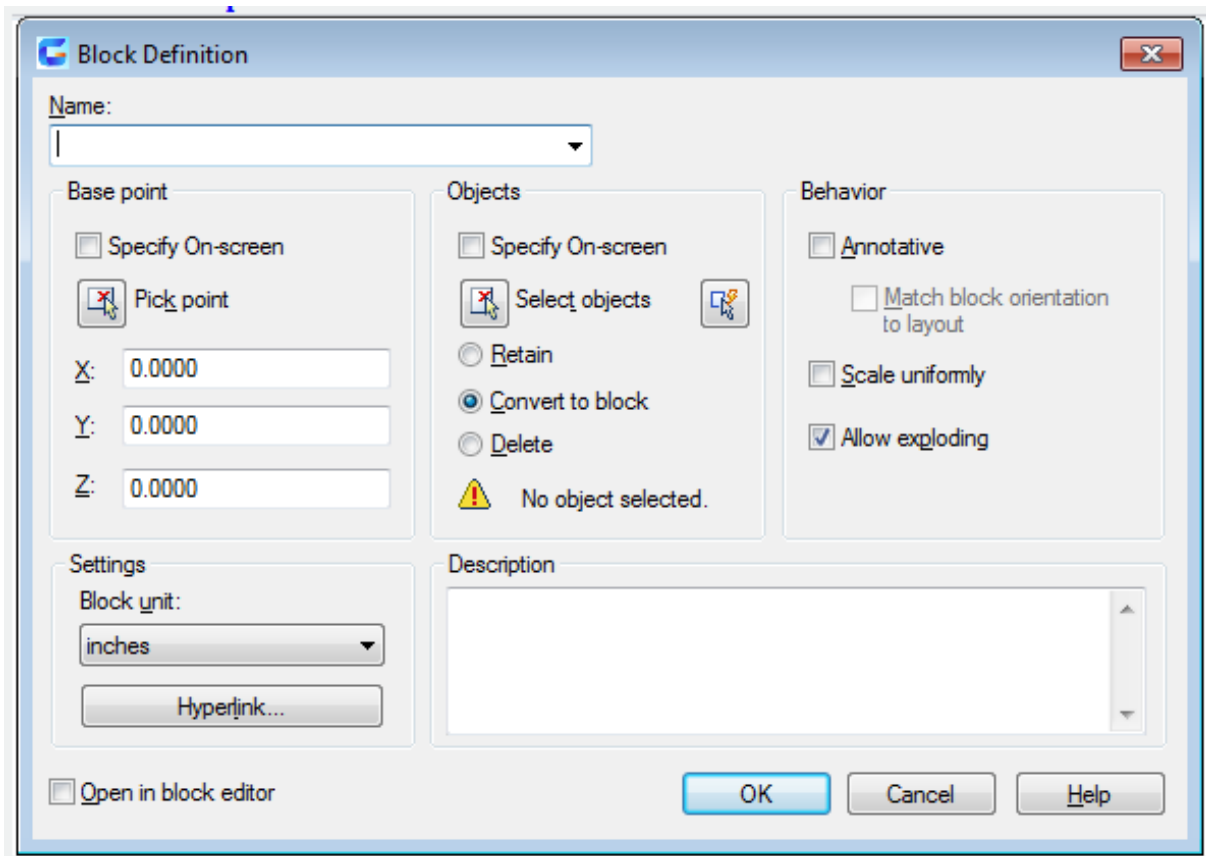 Block Definition
Name:
Base point
Specify On-screen
Pick point
X: 0.0000
Y: 0.0000
Z: 0.0000
Objects
Specify On-screen
Select objects
Retain
Convert to block
Delete
No object selected.
Behavior
Annotative
Match block orientation
to layout
Scale uniformly
Allow exploding
Settings
Block unit:
inches
Hyperlink...
Description
Open in block editor
OK Cancel Help